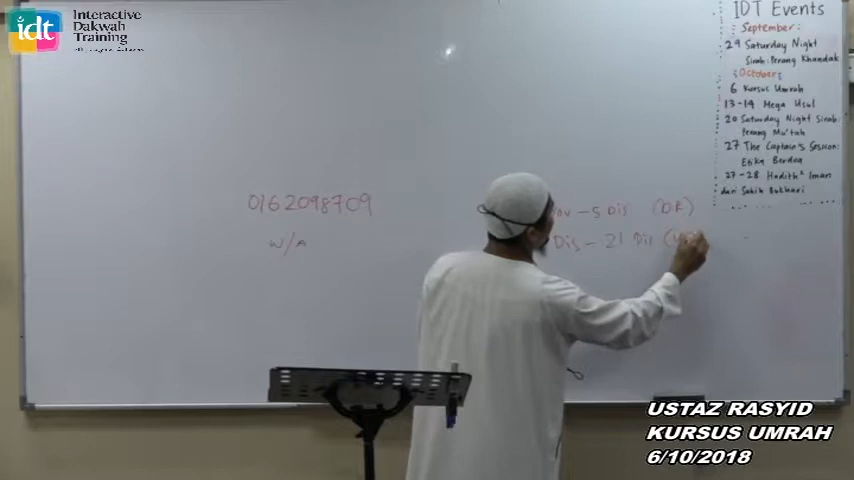 idt
Interactive
Dakwah
Training
IDT Events
September:
29 Saturday Night
Sirah: Perang Khandak
October:
6 Kursus Umrah
13-14 Mega Usul
20 Saturday Night Sirah:
Perang Mu'tah
27 The Captain's Session:
Etika Berdoa
27-28 Hadith² Iman
dari Sahih Bukhari
0162098709
W/A
- 5 Dis (DR)
Dis - 21 Dis
USTAZ RASYID
KURSUS UMRAH
6/10/2018